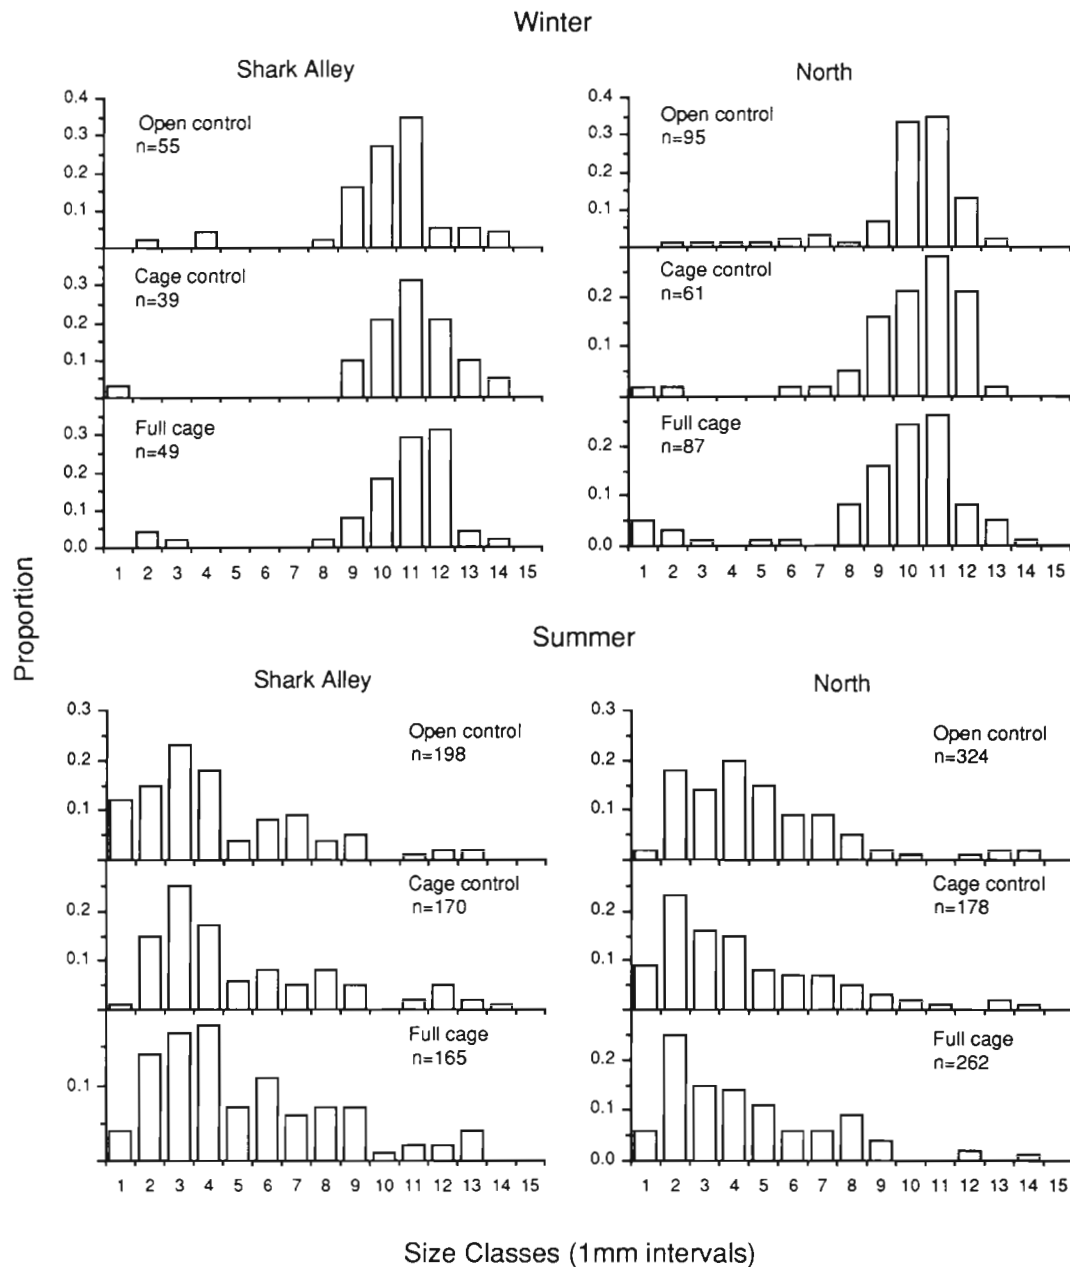 Winter
Shark Alley
0.4
0.3
0.2
0.1
Open control
n=55
0.3
0.2
0.1
Cage control
n=39
0.3
0.2
0.1
0.0
Full cage
n=49
1 2 3 4 5 6 7 8 9 10 11 12 13 14 15
North
0.4
0.3
0.2
0.1
Open control
n=95
0.2
0.1
Cage control
n=61
0.2
0.1
0.0
Full cage
n=87
1 2 3 4 5 6 7 8 9 10 11 12 13 14 15
Proportion
Summer
Shark Alley
0.3
0.2
0.1
Open control
n=198
0.2
0.1
Cage control
n=170
0.1
Full cage
n=165
1 2 3 4 5 6 7 8 9 10 11 12 13 14 15
North
0.3
0.2
0.1
Open control
n=324
0.2
0.1
Cage control
n=178
0.2
0.1
0.0
Full cage
n=262
1 2 3 4 5 6 7 8 9 10 11 12 13 14 15
Size Classes (1mm intervals)